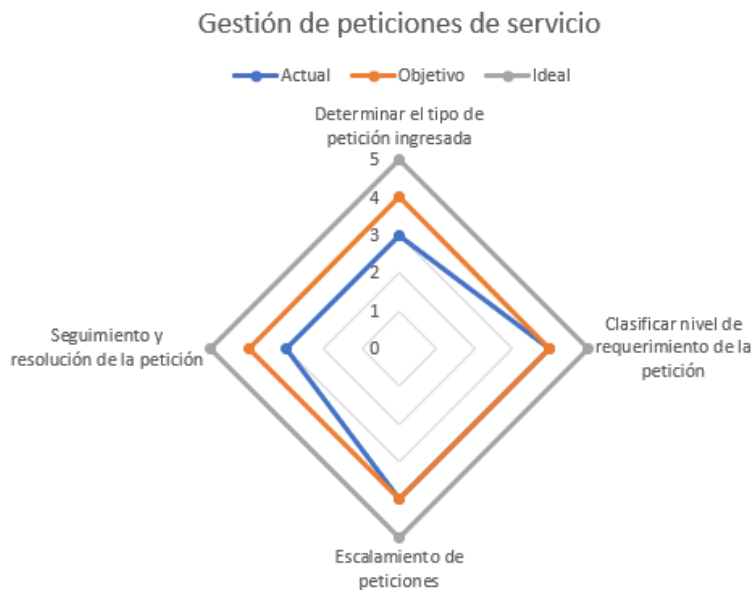 Gestión de peticiones de servicio
Actual Objetivo Ideal
Determinar el tipo de
petición ingresada
5
4
3
2
1
0
Clasificar nivel de
requerimiento de la
petición
Seguimiento y
resolución de la petición
Escalamiento de
peticiones